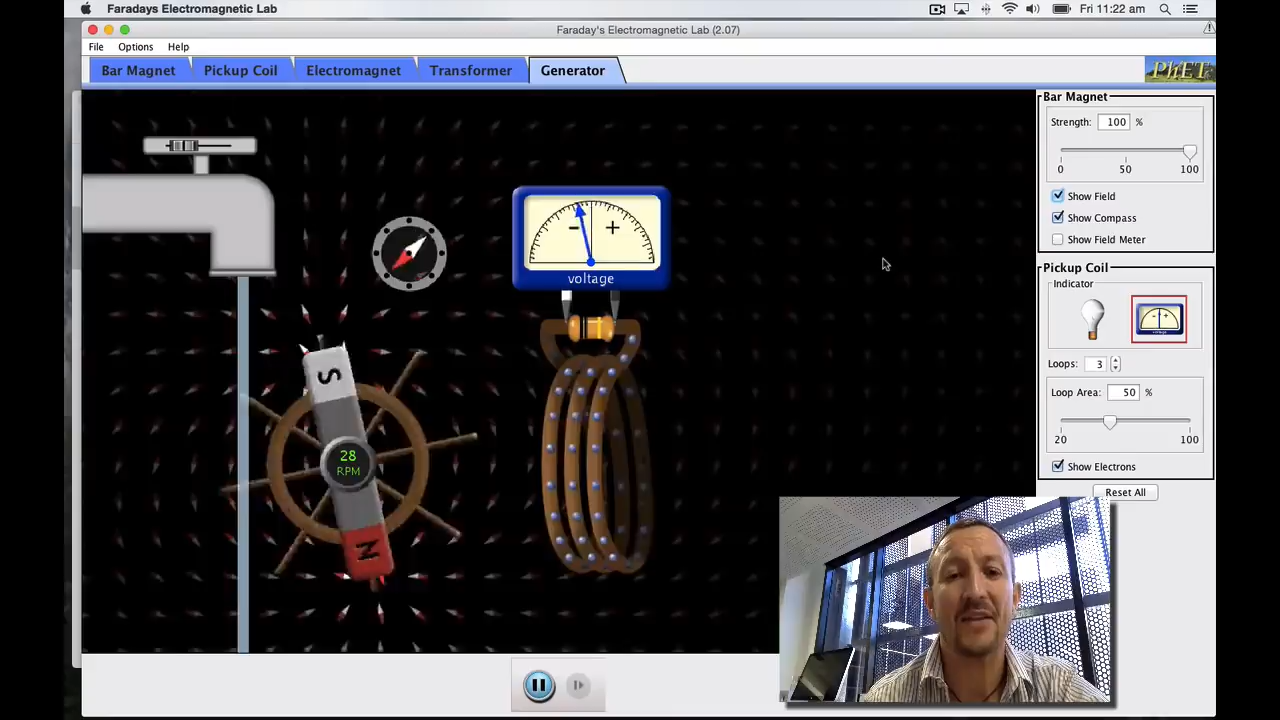 Faradays Electromagnetic Lab
Fri 11:22 am
Faraday's Electromagnetic Lab (2.07)
File Options Help
Bar Magnet Pickup Coil Electromagnet Transformer Generator
PhET
Bar Magnet
Strength: 100 %
0 50 100
Show Field
Show Compass
Show Field Meter
- +
voltage
S
28
RPM
N
Pickup Coil
Indicator
- +
voltage
Loops: 3
Loop Area: 50 %
20 100
Show Electrons
Reset All